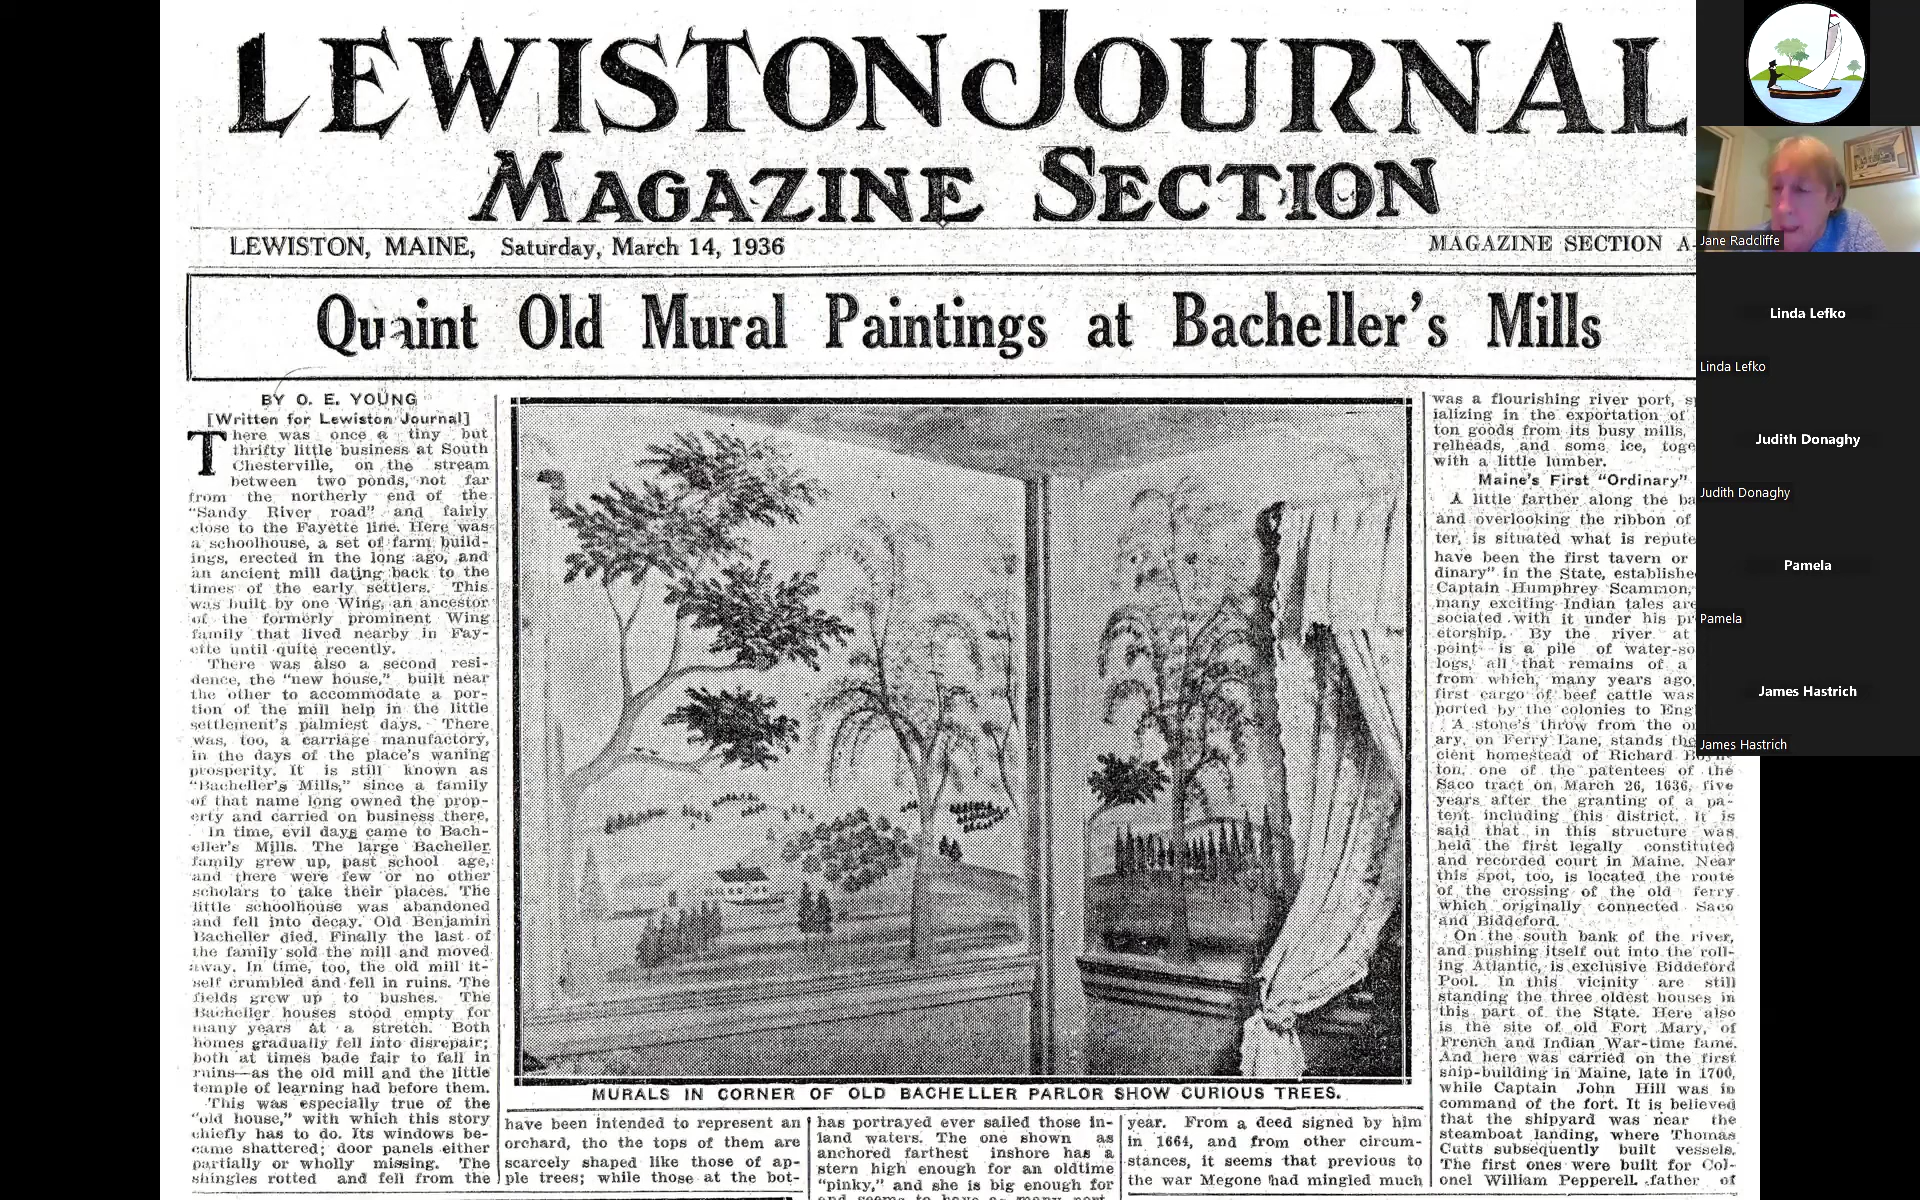 LEWISTON JOURNAL
MAGAZINE SECTION
LEWISTON, MAINE, Saturday, March 14, 1936
MAGAZINE SECTION A-
Quaint Old Mural Paintings at Bacheller's Mills
BY O. E. YOUNG
[Written for Lewiston Journal]
There was once a tiny but
thrifty little business at South
Chesterville, on the stream
between two ponds, not far
from the northerly end of the
"Sandy River road" and fairly
close to the Fayette line. Here was
a schoolhouse, a set of farm build-
ings, erected in the long ago, and
an ancient mill dating back to the
times of the early settlers. This
was built by one Wing, an ancestor
of the formerly prominent Wing
family that lived nearby in Fay-
ette until quite recently.
There was also a second resi-
dence, the "new house," built near
the other to accommodate a por-
tion of the mill help in the little
settlement's palmiest days. There
was, too, a carriage manufactory,
in the days of the place's waning
prosperity. It is still known as
"Bacheller's Mills," since a family
of that name long owned the prop-
erty and carried on business there.
In time, evil days came to Bach-
eller's Mills. The large Bacheller
family grew up, past school age,
and there were few or no other
scholars to take their places. The
little schoolhouse was abandoned
and fell into decay. Old Benjamin
Bacheller died. Finally the last of
the family sold the mill and moved
away. In time, too, the old mill it-
self crumbled and fell in ruins. The
fields grew up to bushes. The
Bacheller houses stood empty for
many years at a stretch. Both
homes gradually fell into disrepair;
both at times bade fair to fall in
ruins—as the old mill and the little
temple of learning had before them.
This was especially true of the
"old house," with which this story
chiefly has to do. Its windows be-
came shattered; door panels either
partially or wholly missing. The
shingles rotted and fell from the
MURALS IN CORNER OF OLD BACHELLER PARLOR SHOW CURIOUS TREES.
have been intended to represent an
orchard, tho the tops of them are
scarcely shaped like those of ap-
ple trees; while those at the bot-
has portrayed ever sailed those in-
land waters. The one shown as
anchored farthest inshore has a
stern high enough for an oldtime
"pinky," and she is big enough for
and seems to have as many port-
year. From a deed signed by him
in 1664, and from other circum-
stances, it seems that previous to
the war Megone had mingled much
was a flourishing river port, s
ializing in the exportation of
ton goods from its busy mills,
relheads, and some ice, toge
with a little lumber.
Maine's First "Ordinary"
A little farther along the ba
and overlooking the ribbon of
ter, is situated what is repute
have been the first tavern or
dinary" in the State, establishe
Captain Humphrey Scammon,
many exciting Indian tales are
sociated with it under his pr
etorship. By the river at
point is a pile of water-so
logs, all that remains of a
from which, many years ago,
first cargo of beef cattle was
ported by the colonies to Eng
A stone's throw from the or
ary, on Ferry Lane, stands the
cient homestead of Richard Boyn-
ton, one of the patentees of the
Saco tract on March 26, 1636, five
years after the granting of a pa-
tent including this district. It is
said that in this structure was
held the first legally constituted
and recorded court in Maine. Near
this spot, too, is located the route
of the crossing of the old ferry
which originally connected Saco
and Biddeford.
On the south bank of the river,
and pushing itself out into the roll-
ing Atlantic, is exclusive Biddeford
Pool. In this vicinity are still
standing the three oldest houses in
this part of the State. Here also
is the site of old Fort Mary, of
French and Indian War-time fame.
And here was carried on the first
ship-building in Maine, late in 1700,
while Captain John Hill was in
command of the fort. It is believed
that the shipyard was near the
steamboat landing, where Thomas
Cutts subsequently built vessels.
The first ones were built for Col-
onel William Pepperell, father of
Jane Radcliffe
Linda Lefko
Linda Lefko
Judith Donaghy
Judith Donaghy
Pamela
Pamela
James Hastrich
James Hastrich